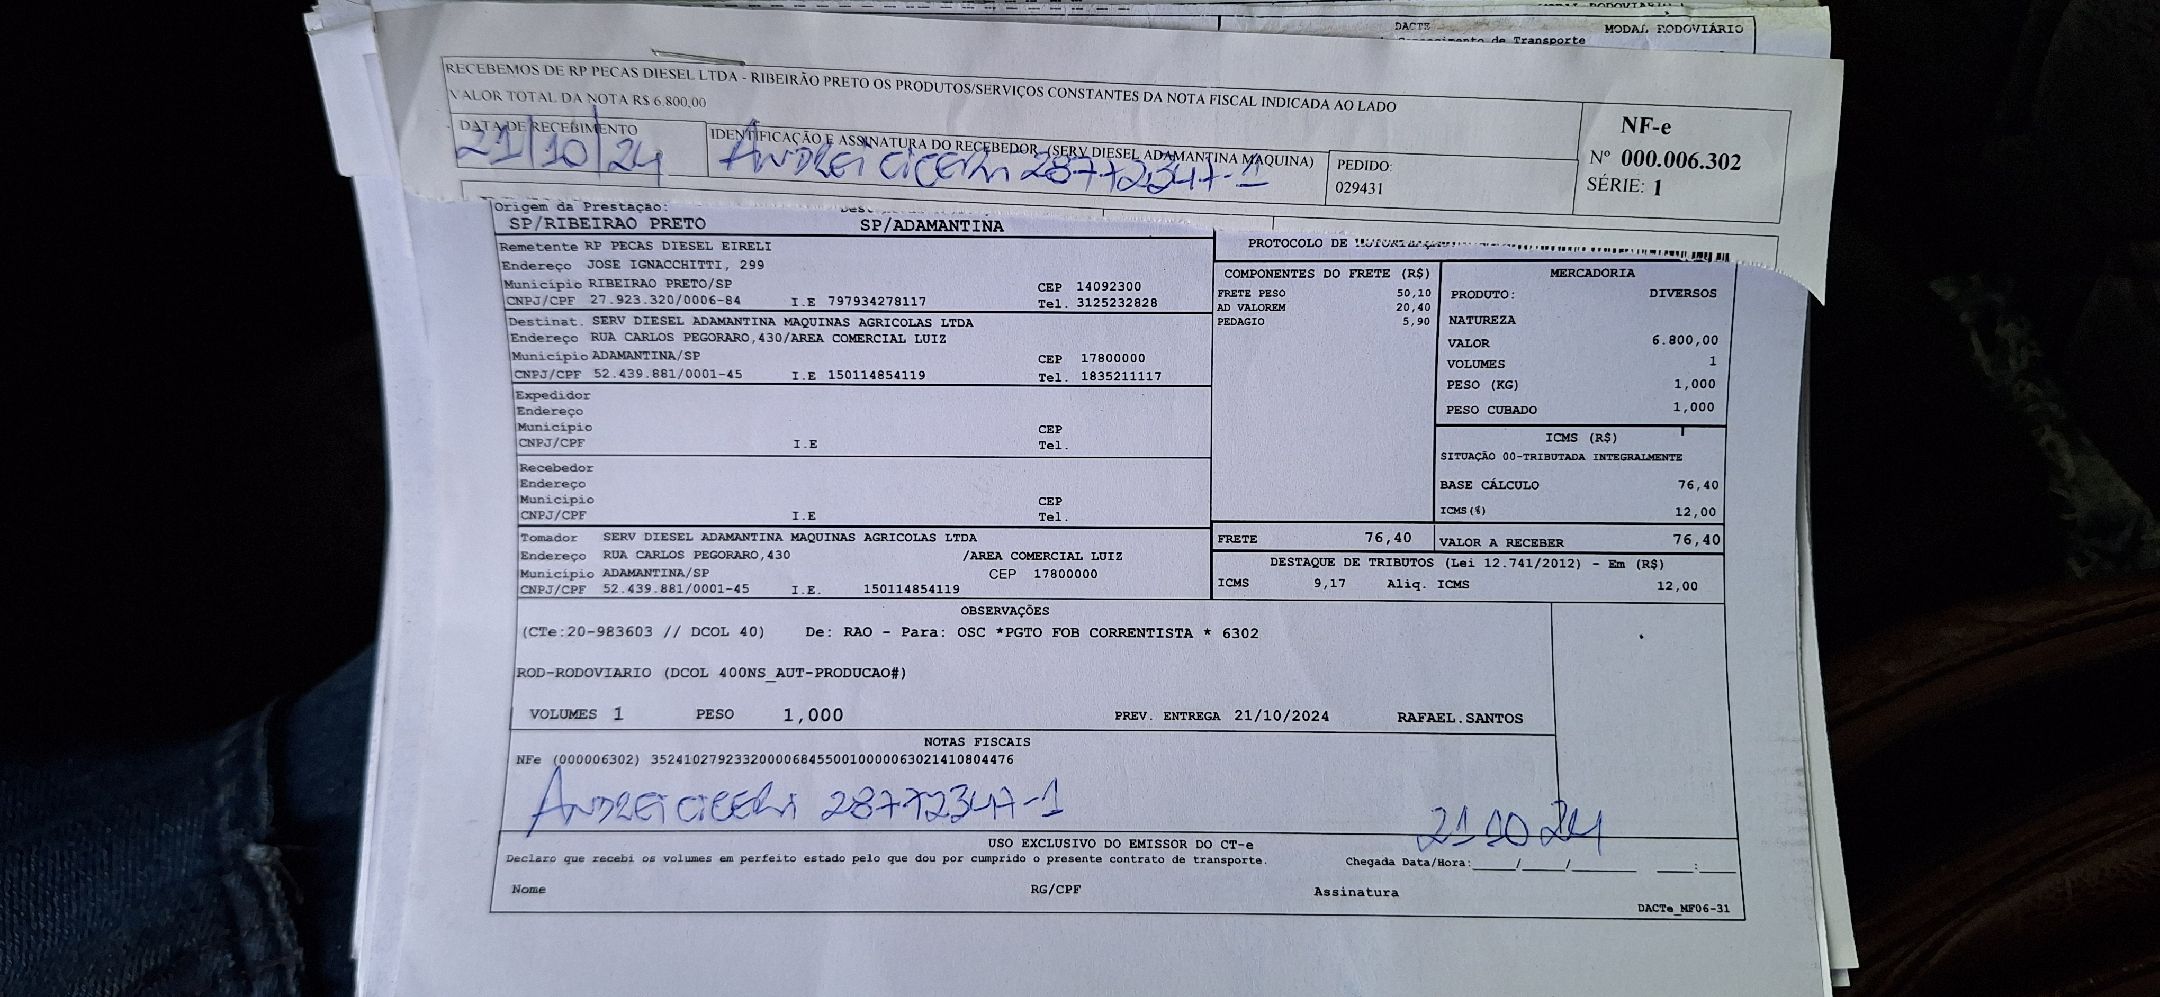 DACTE
MODAL RODOVIÁRIO
de Transporte
RECEBEMOS DE RP PECAS DIESEL LTDA - RIBEIRÃO PRETO OS PRODUTOS/SERVIÇOS CONSTANTES DA NOTA FISCAL INDICADA AO LADO
VALOR TOTAL DA NOTA R$ 6.800,00
DATA DE RECEBIMENTO
21/10/24
IDENTIFICAÇÃO E ASSINATURA DO RECEBEDOR (SERV DIESEL ADAMANTINA MAQUINA)
28772347-1
PEDIDO:
029431
NF-e
Nº 000.006.302
SÉRIE: 1
Origem da Prestação:
SP/RIBEIRAO PRETO SP/ADAMANTINA
Remetente RP PECAS DIESEL EIRELI
Endereço JOSE IGNACCHITTI, 299
Município RIBEIRAO PRETO/SP CEP 14092300
CNPJ/CPF 27.923.320/0006-84 I.E 797934278117 Tel. 3125232828
Destinat. SERV DIESEL ADAMANTINA MAQUINAS AGRICOLAS LTDA
Endereço RUA CARLOS PEGORARO,430/AREA COMERCIAL LUIZ
Município ADAMANTINA/SP CEP 17800000
CNPJ/CPF 52.439.881/0001-45 I.E 150114854119 Tel. 1835211117
Expedidor
Endereço
Município CEP
CNPJ/CPF I.E Tel.
Recebedor
Endereço
Município CEP
CNPJ/CPF I.E Tel.
Tomador SERV DIESEL ADAMANTINA MAQUINAS AGRICOLAS LTDA
Endereço RUA CARLOS PEGORARO,430 /AREA COMERCIAL LUIZ
Município ADAMANTINA/SP CEP 17800000
CNPJ/CPF 52.439.881/0001-45 I.E. 150114854119
PROTOCOLO DE
COMPONENTES DO FRETE (R$)
FRETE PESO 50,10
AD VALOREM 20,40
PEDAGIO 5,90
MERCADORIA
PRODUTO: DIVERSOS
NATUREZA
VALOR 6.800,00
VOLUMES 1
PESO (KG) 1,000
PESO CUBADO 1,000
ICMS (R$)
SITUAÇÃO 00-TRIBUTADA INTEGRALMENTE
BASE CÁLCULO 76,40
ICMS(%) 12,00
FRETE 76,40 VALOR A RECEBER 76,40
DESTAQUE DE TRIBUTOS (Lei 12.741/2012) - Em (R$)
ICMS 9,17 Aliq. ICMS 12,00
OBSERVAÇÕES
(CTe:20-983603 // DCOL 40) De: RAO - Para: OSC *PGTO FOB CORRENTISTA * 6302
ROD-RODOVIARIO (DCOL 400NS_AUT-PRODUCAO#)
VOLUMES 1 PESO 1,000 PREV. ENTREGA 21/10/2024 RAFAEL.SANTOS
NOTAS FISCAIS
NFe (000006302) 35241027923320000684550010000063021410804476
28772347-1 21 10 24
USO EXCLUSIVO DO EMISSOR DO CT-e
Declaro que recebi os volumes em perfeito estado pelo que dou por cumprido o presente contrato de transporte. Chegada Data/Hora:____/____/______ ____:____
Nome RG/CPF Assinatura
DACTe_MF06-31